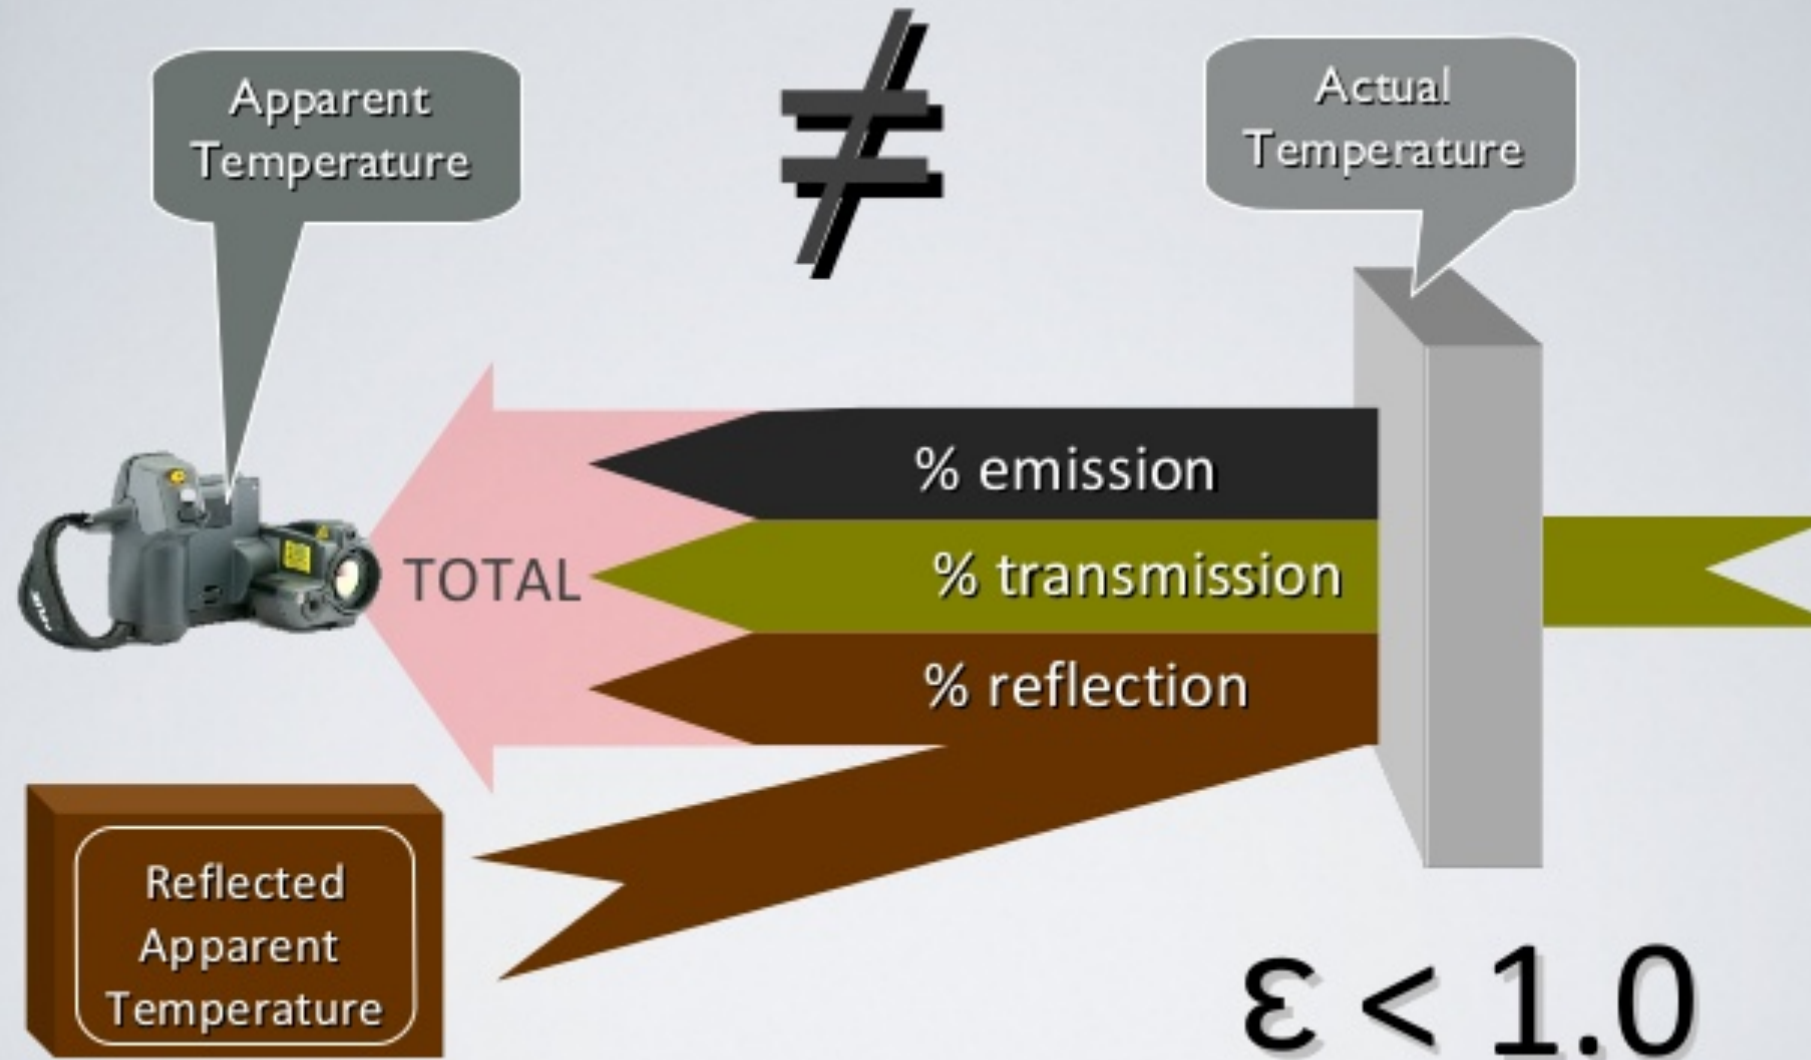 Apparent
Temperature
≠
Actual
Temperature
% emission
TOTAL
% transmission
% reflection
Reflected
Apparent
Temperature
ε < 1.0